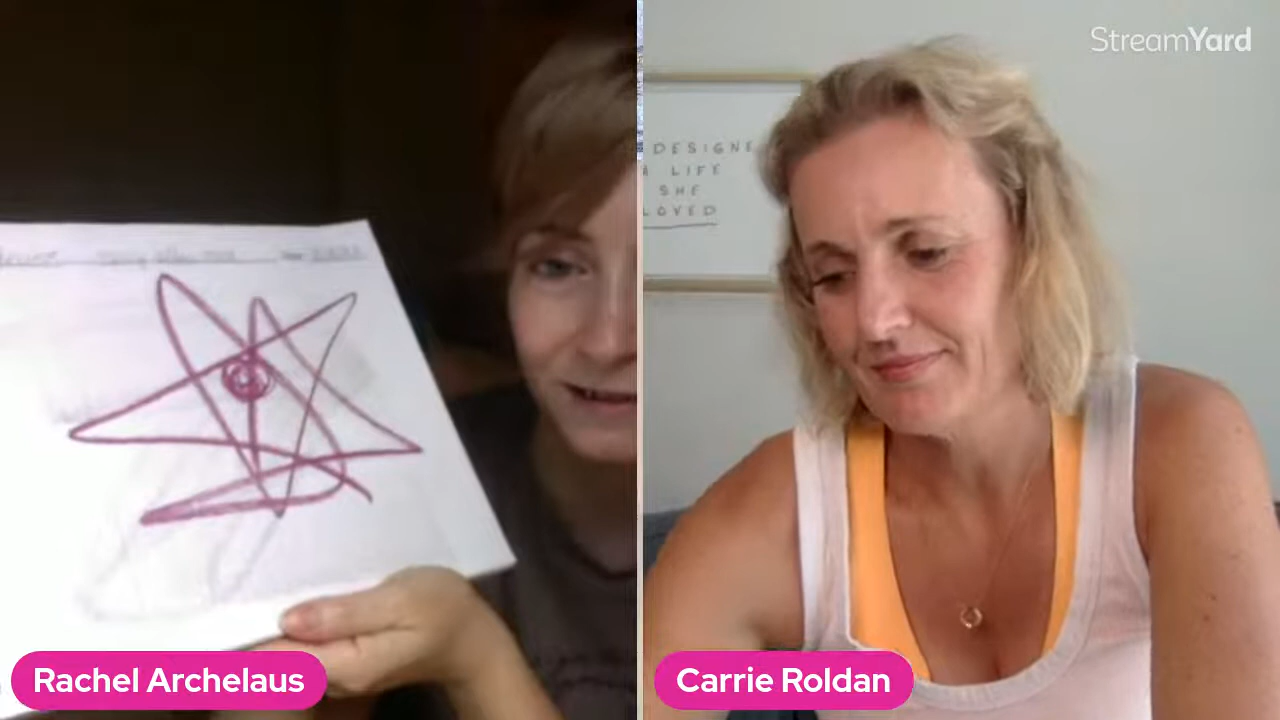 StreamYard
DESIGNE
A LIFE
SHE
LOVED
Rachel Archelaus
Carrie Roldan